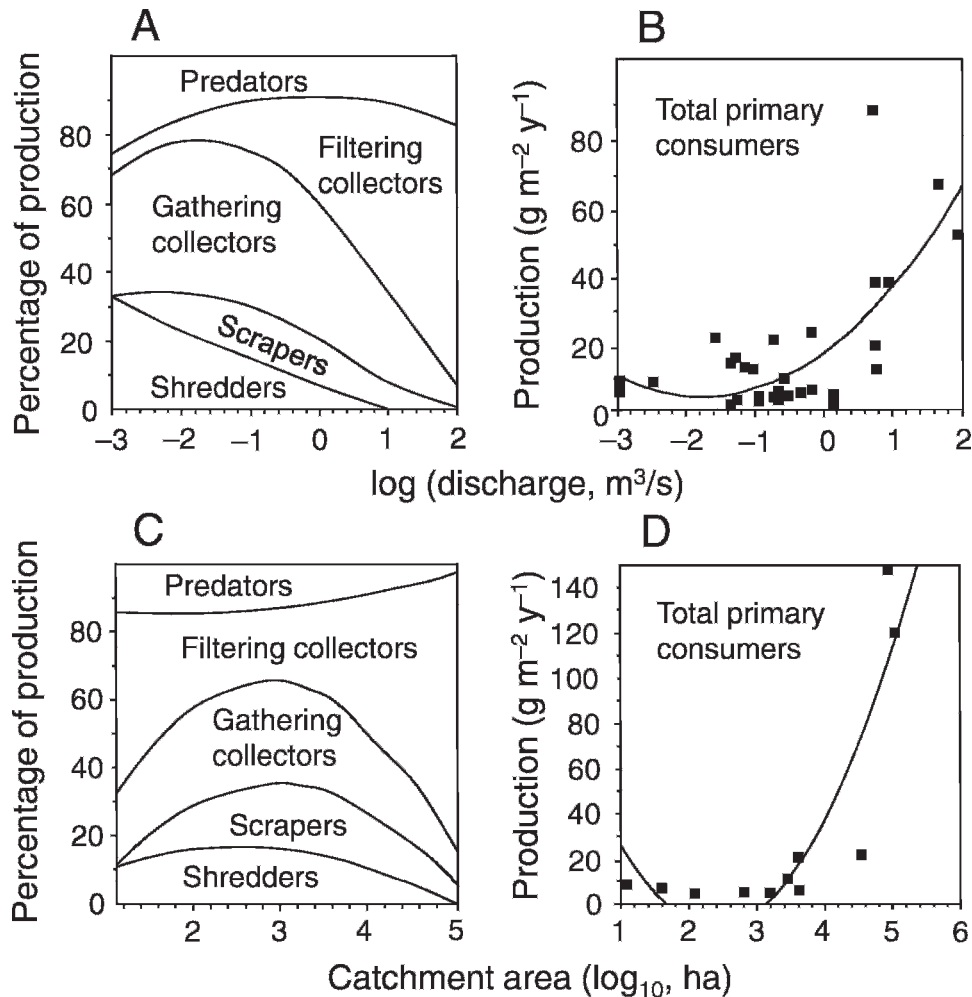 A
Percentage of production
80
60
40
20
0
Predators
Filtering
collectors
Gathering
collectors
Scrapers
Shredders
−3 −2 −1 0 1 2
B
Production (g m⁻² y⁻¹)
80
60
40
20
0
Total primary
consumers
−3 −2 −1 0 1 2
log (discharge, m³/s)
C
Percentage of production
80
60
40
20
0
Predators
Filtering collectors
Gathering
collectors
Scrapers
Shredders
2 3 4 5
D
Production (g m⁻² y⁻¹)
140
120
100
80
60
40
20
0
Total primary
consumers
1 2 3 4 5 6
Catchment area (log₁₀, ha)